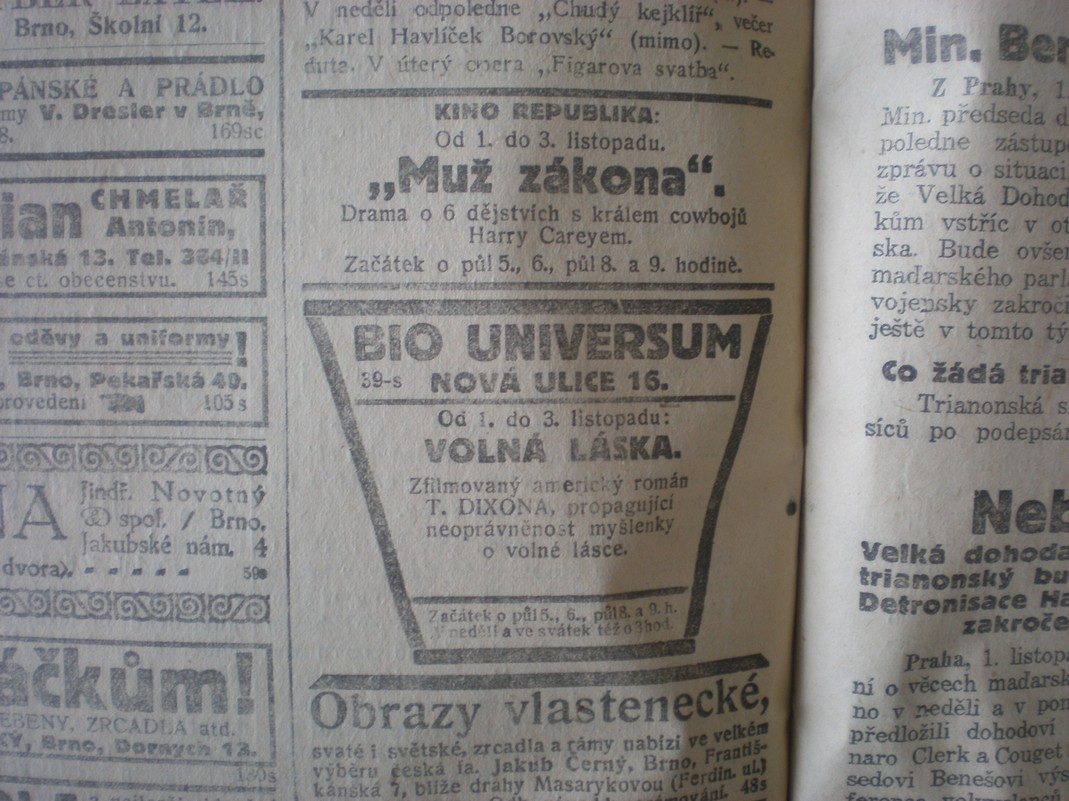 Brno, Školní 12.
PÁNSKÉ A PRÁDLO
my V. Dresler v Brně,
8. 169sc
CHMELAŘ
ian Antonín,
ánská 13. Tel. 384/II
e ct. obecenstvu. 145s
oděvy a uniformy!
, Brno, Pekařská 40.
provedení 105 s
NA
Jindř. Novotný
spol. / Brno.
Jakubské nám. 4
dvora).
áčkům!
EBENY, ZRCADLA atd.
KÝ, Brno, Dornych 13.
130s
V neděli odpoledne „Chudý kejklíř“, večer
„Karel Havlíček Borovský“ (mimo). — Re-
duta. V úterý opera „Figarova svatba“.
KINO REPUBLIKA:
Od 1. do 3. listopadu.
„Muž zákona“.
Drama o 6 dějstvích s králem cowbojů
Harry Careyem.
Začátek o půl 5., 6., půl 8. a 9. hodině.
BIO UNIVERSUM
39-s NOVÁ ULICE 16.
Od 1. do 3. listopadu:
VOLNÁ LÁSKA.
Zfilmovaný americký román
T. DIXONA, propagující
neoprávněnost myšlenky
o volné lásce.
Začátek o půl 5., 6., půl 8. a 9. h.
V neděli a ve svátek též o 3 hod.
Obrazy vlastenecké,
svaté i světské, zrcadla a rámy nabízí ve velkém
výběru česká fa. Jakub Černý, Brno, Františ-
kánská 7, blíže dráhy Masarykovou (Ferdin. ul.)
48s
Min. Ben
Z Prahy, 1.
Min. předseda d
poledne zástup
zprávu o situaci
že Velká Dohod
kům vstříc v ot
ska. Bude ovšem
maďarského parl
vojensky zakroči
ještě v tomto tý
Co žádá tria
Trianonská s
síců po podepsán
Neb
Velká dohoda
trianonský bu
Detronisace Ha
zakroče
Praha, 1. listopa
ní o věcech maďarsk
no v neděli a v pon
předložili dohodoví
naro Clerk a Couget
sedovi Benešovi výs